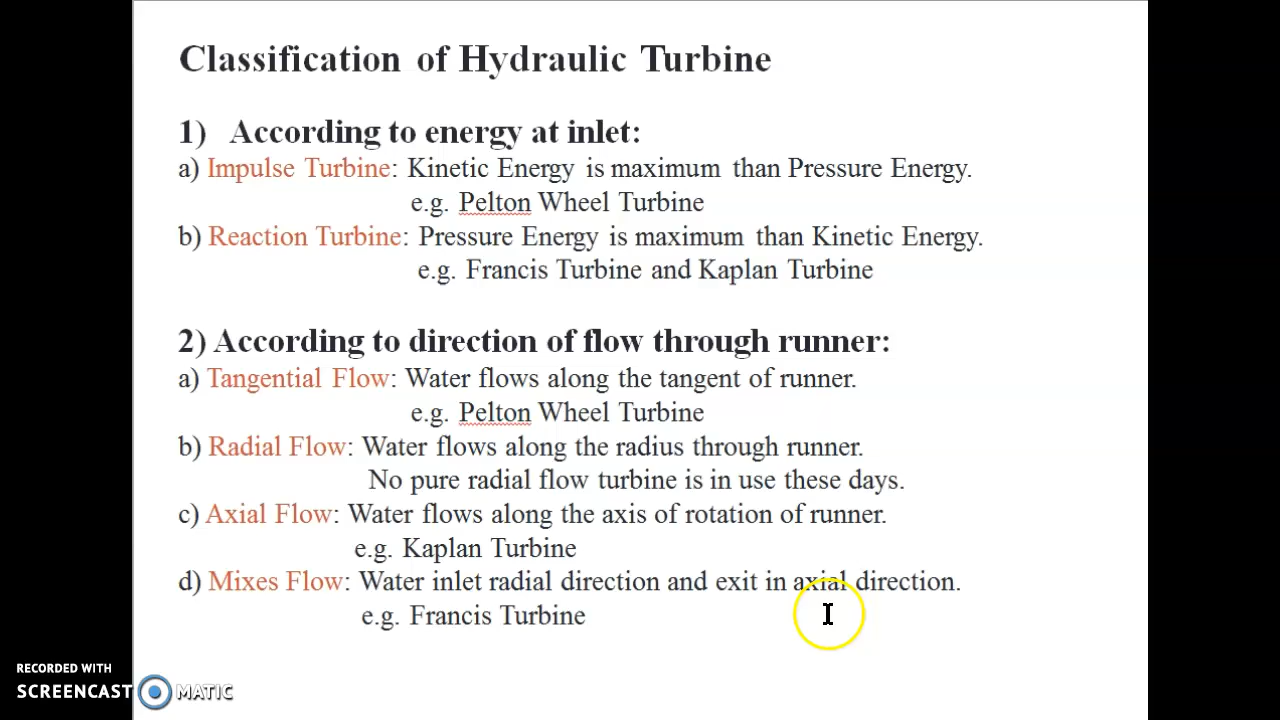 Classification of Hydraulic Turbine
1) According to energy at inlet:
a) Impulse Turbine: Kinetic Energy is maximum than Pressure Energy.
e.g. Pelton Wheel Turbine
b) Reaction Turbine: Pressure Energy is maximum than Kinetic Energy.
e.g. Francis Turbine and Kaplan Turbine
2) According to direction of flow through runner:
a) Tangential Flow: Water flows along the tangent of runner.
e.g. Pelton Wheel Turbine
b) Radial Flow: Water flows along the radius through runner.
No pure radial flow turbine is in use these days.
c) Axial Flow: Water flows along the axis of rotation of runner.
e.g. Kaplan Turbine
d) Mixes Flow: Water inlet radial direction and exit in axial direction.
e.g. Francis Turbine
RECORDED WITH
SCREENCAST MATIC